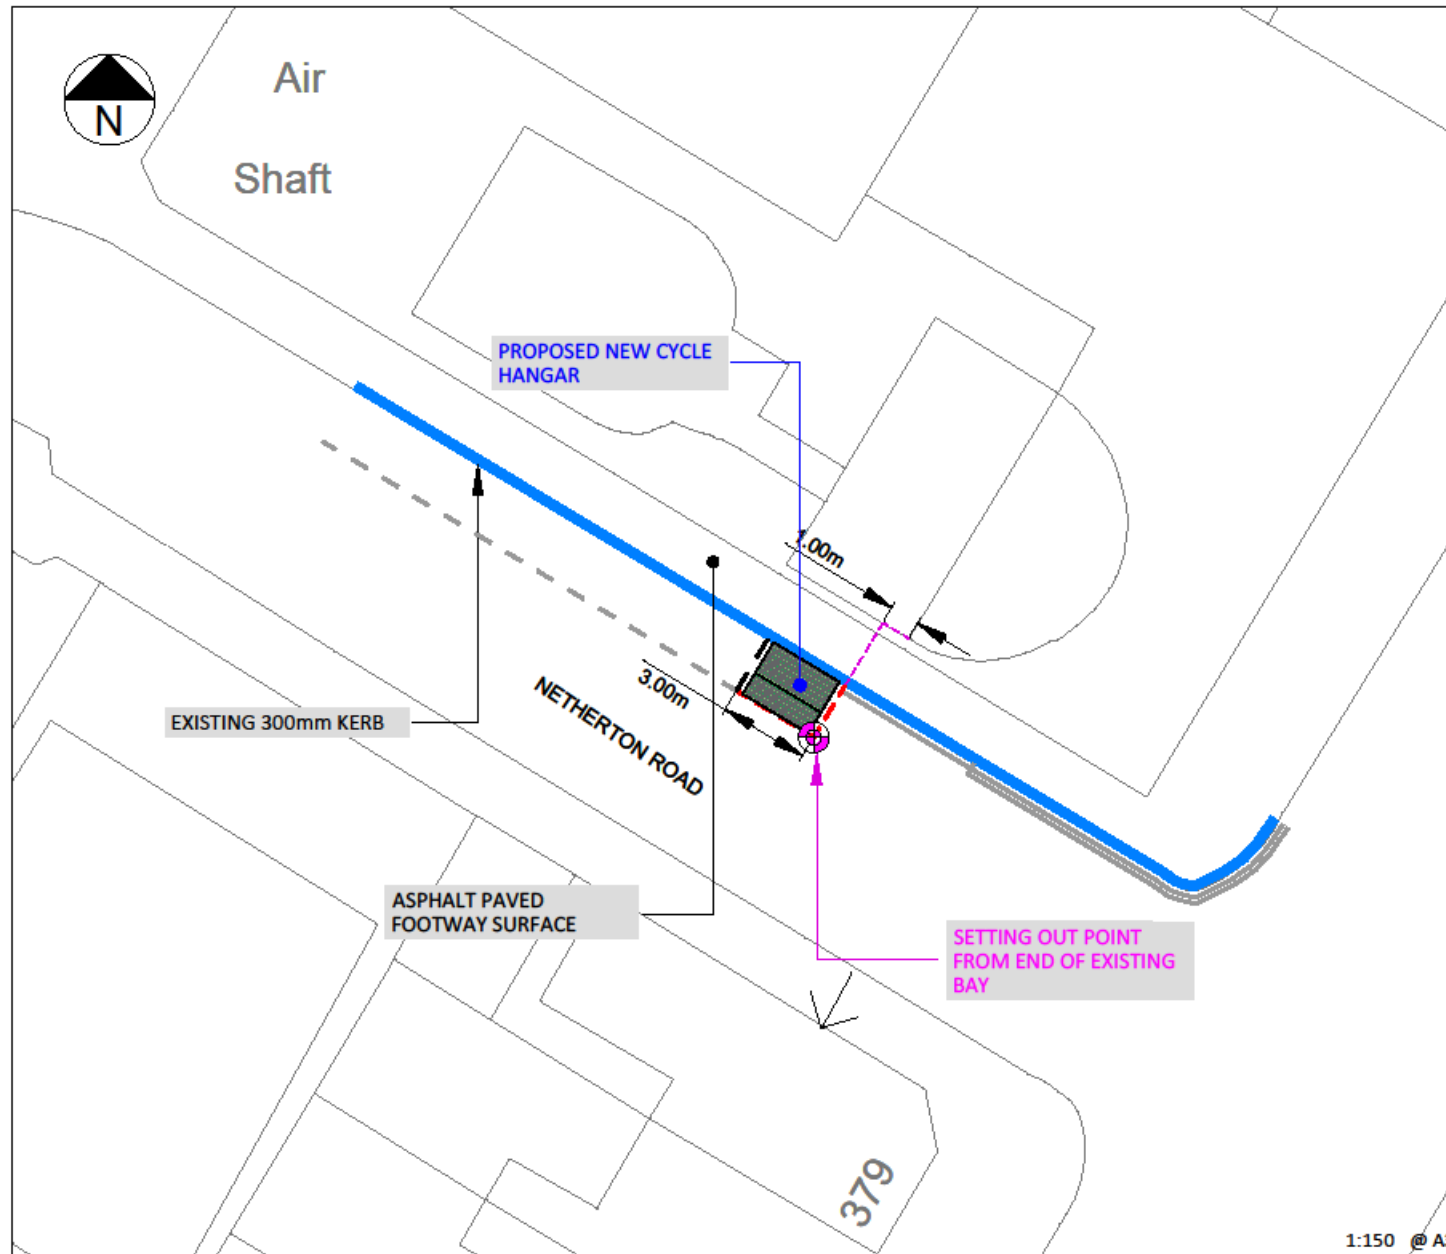 Air
Shaft
N
PROPOSED NEW CYCLE
HANGAR
1.00m
3.00m
NETHERTON ROAD
EXISTING 300mm KERB
ASPHALT PAVED
FOOTWAY SURFACE
SETTING OUT POINT
FROM END OF EXISTING
BAY
379
1:150 @